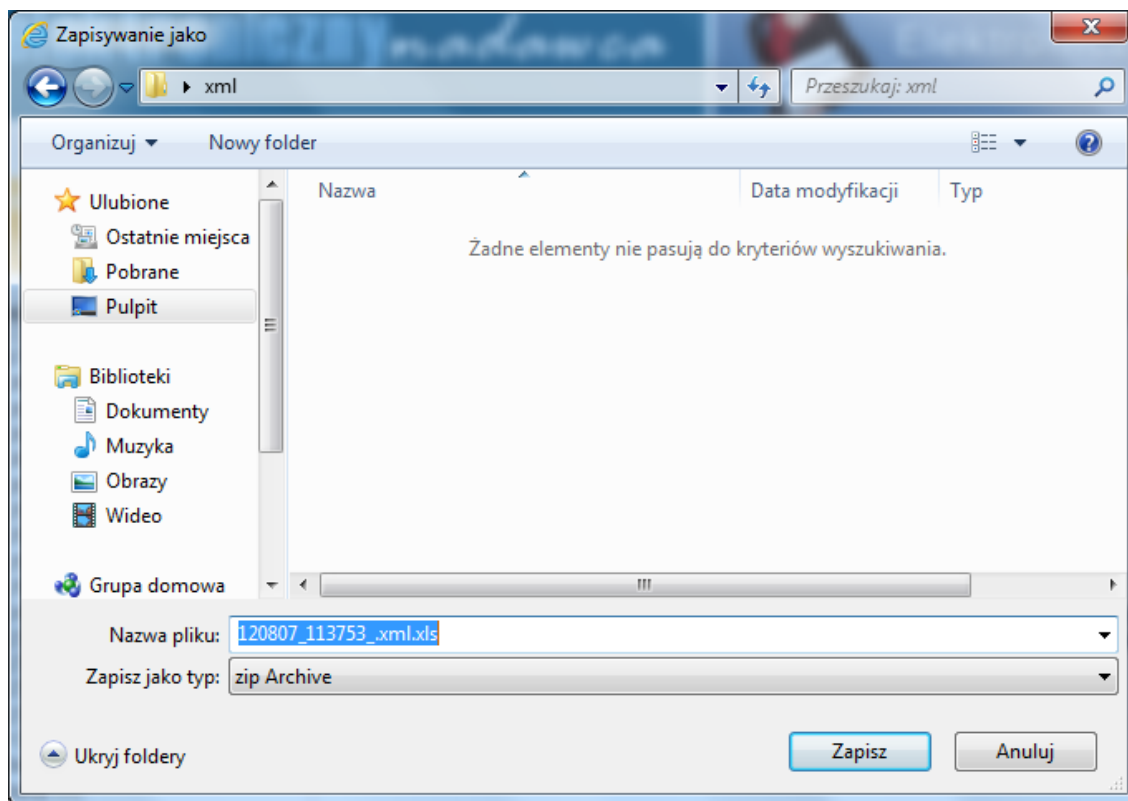 Zapisywanie jako
nadawca
xml
Przeszukaj: xml
Organizuj Nowy folder
Nazwa Data modyfikacji Typ
Żadne elementy nie pasują do kryteriów wyszukiwania.
Ulubione
Ostatnie miejsca
Pobrane
Pulpit
Biblioteki
Dokumenty
Muzyka
Obrazy
Wideo
Grupa domowa
Nazwa pliku: 120807_113753_.xml.xls
Zapisz jako typ: zip Archive
Ukryj foldery Zapisz Anuluj